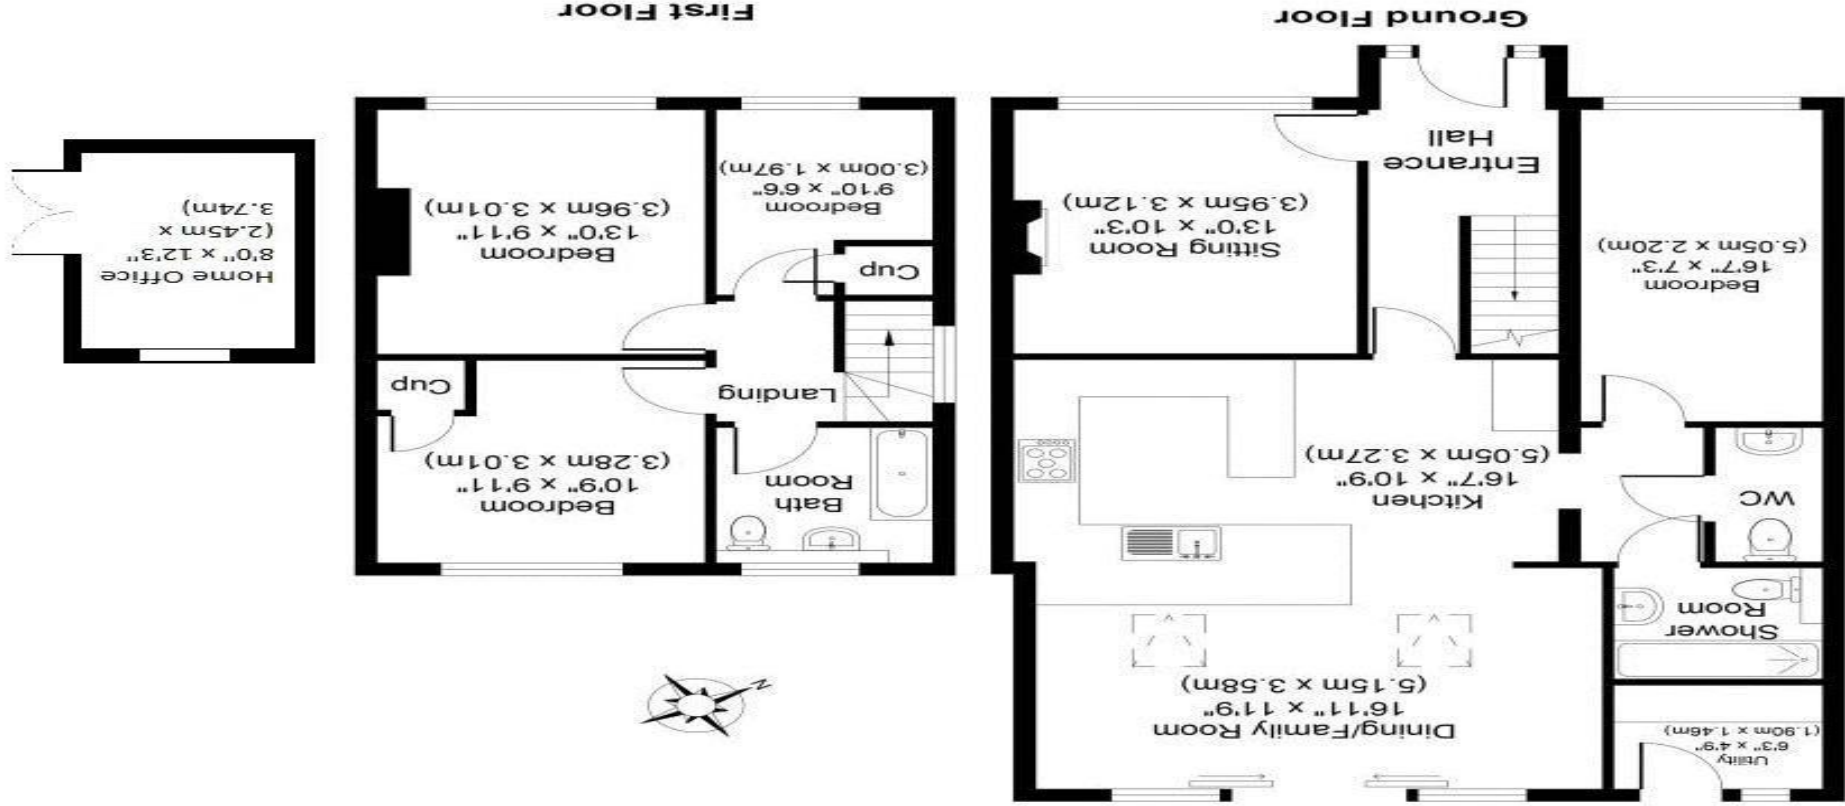 Utility
6'3" x 4'9"
(1.90m x 1.46m)
Dining/Family Room
16'11" x 11'9"
(5.15m x 3.58m)
Shower
Room
WC
Kitchen
16'7" x 10'9"
(5.05m x 3.27m)
Bedroom
16'7" x 7'3"
(5.05m x 2.20m)
Sitting Room
13'0" x 10'3"
(3.95m x 3.12m)
Entrance
Hall
Ground Floor
N
Bath
Room
Bedroom
10'9" x 9'11"
(3.28m x 3.01m)
Landing
Cup
Cup
Bedroom
13'0" x 9'11"
(3.96m x 3.01m)
Bedroom
9'10" x 6'6"
(3.00m x 1.97m)
First Floor
Home Office
8'0" x 12'3"
(2.45m x
3.74m)